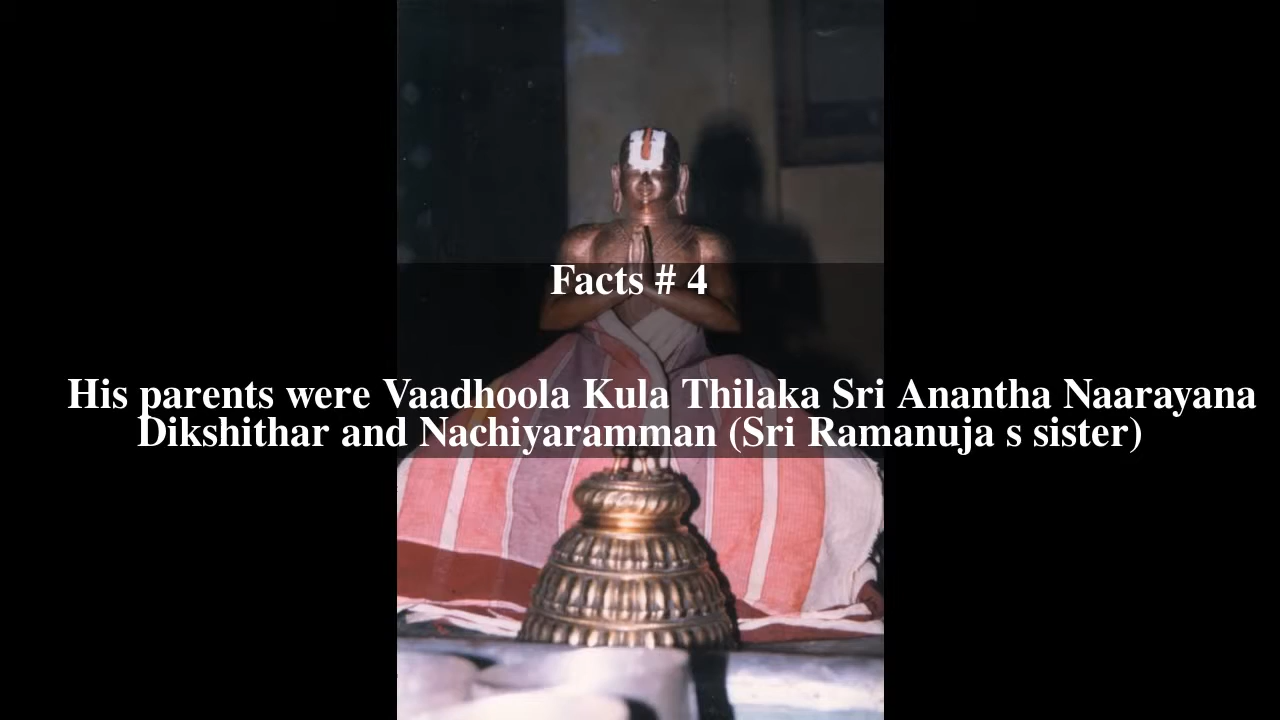 Facts # 4
His parents were Vaadhoola Kula Thilaka Sri Anantha Naarayana
Dikshithar and Nachiyaramman (Sri Ramanuja s sister)